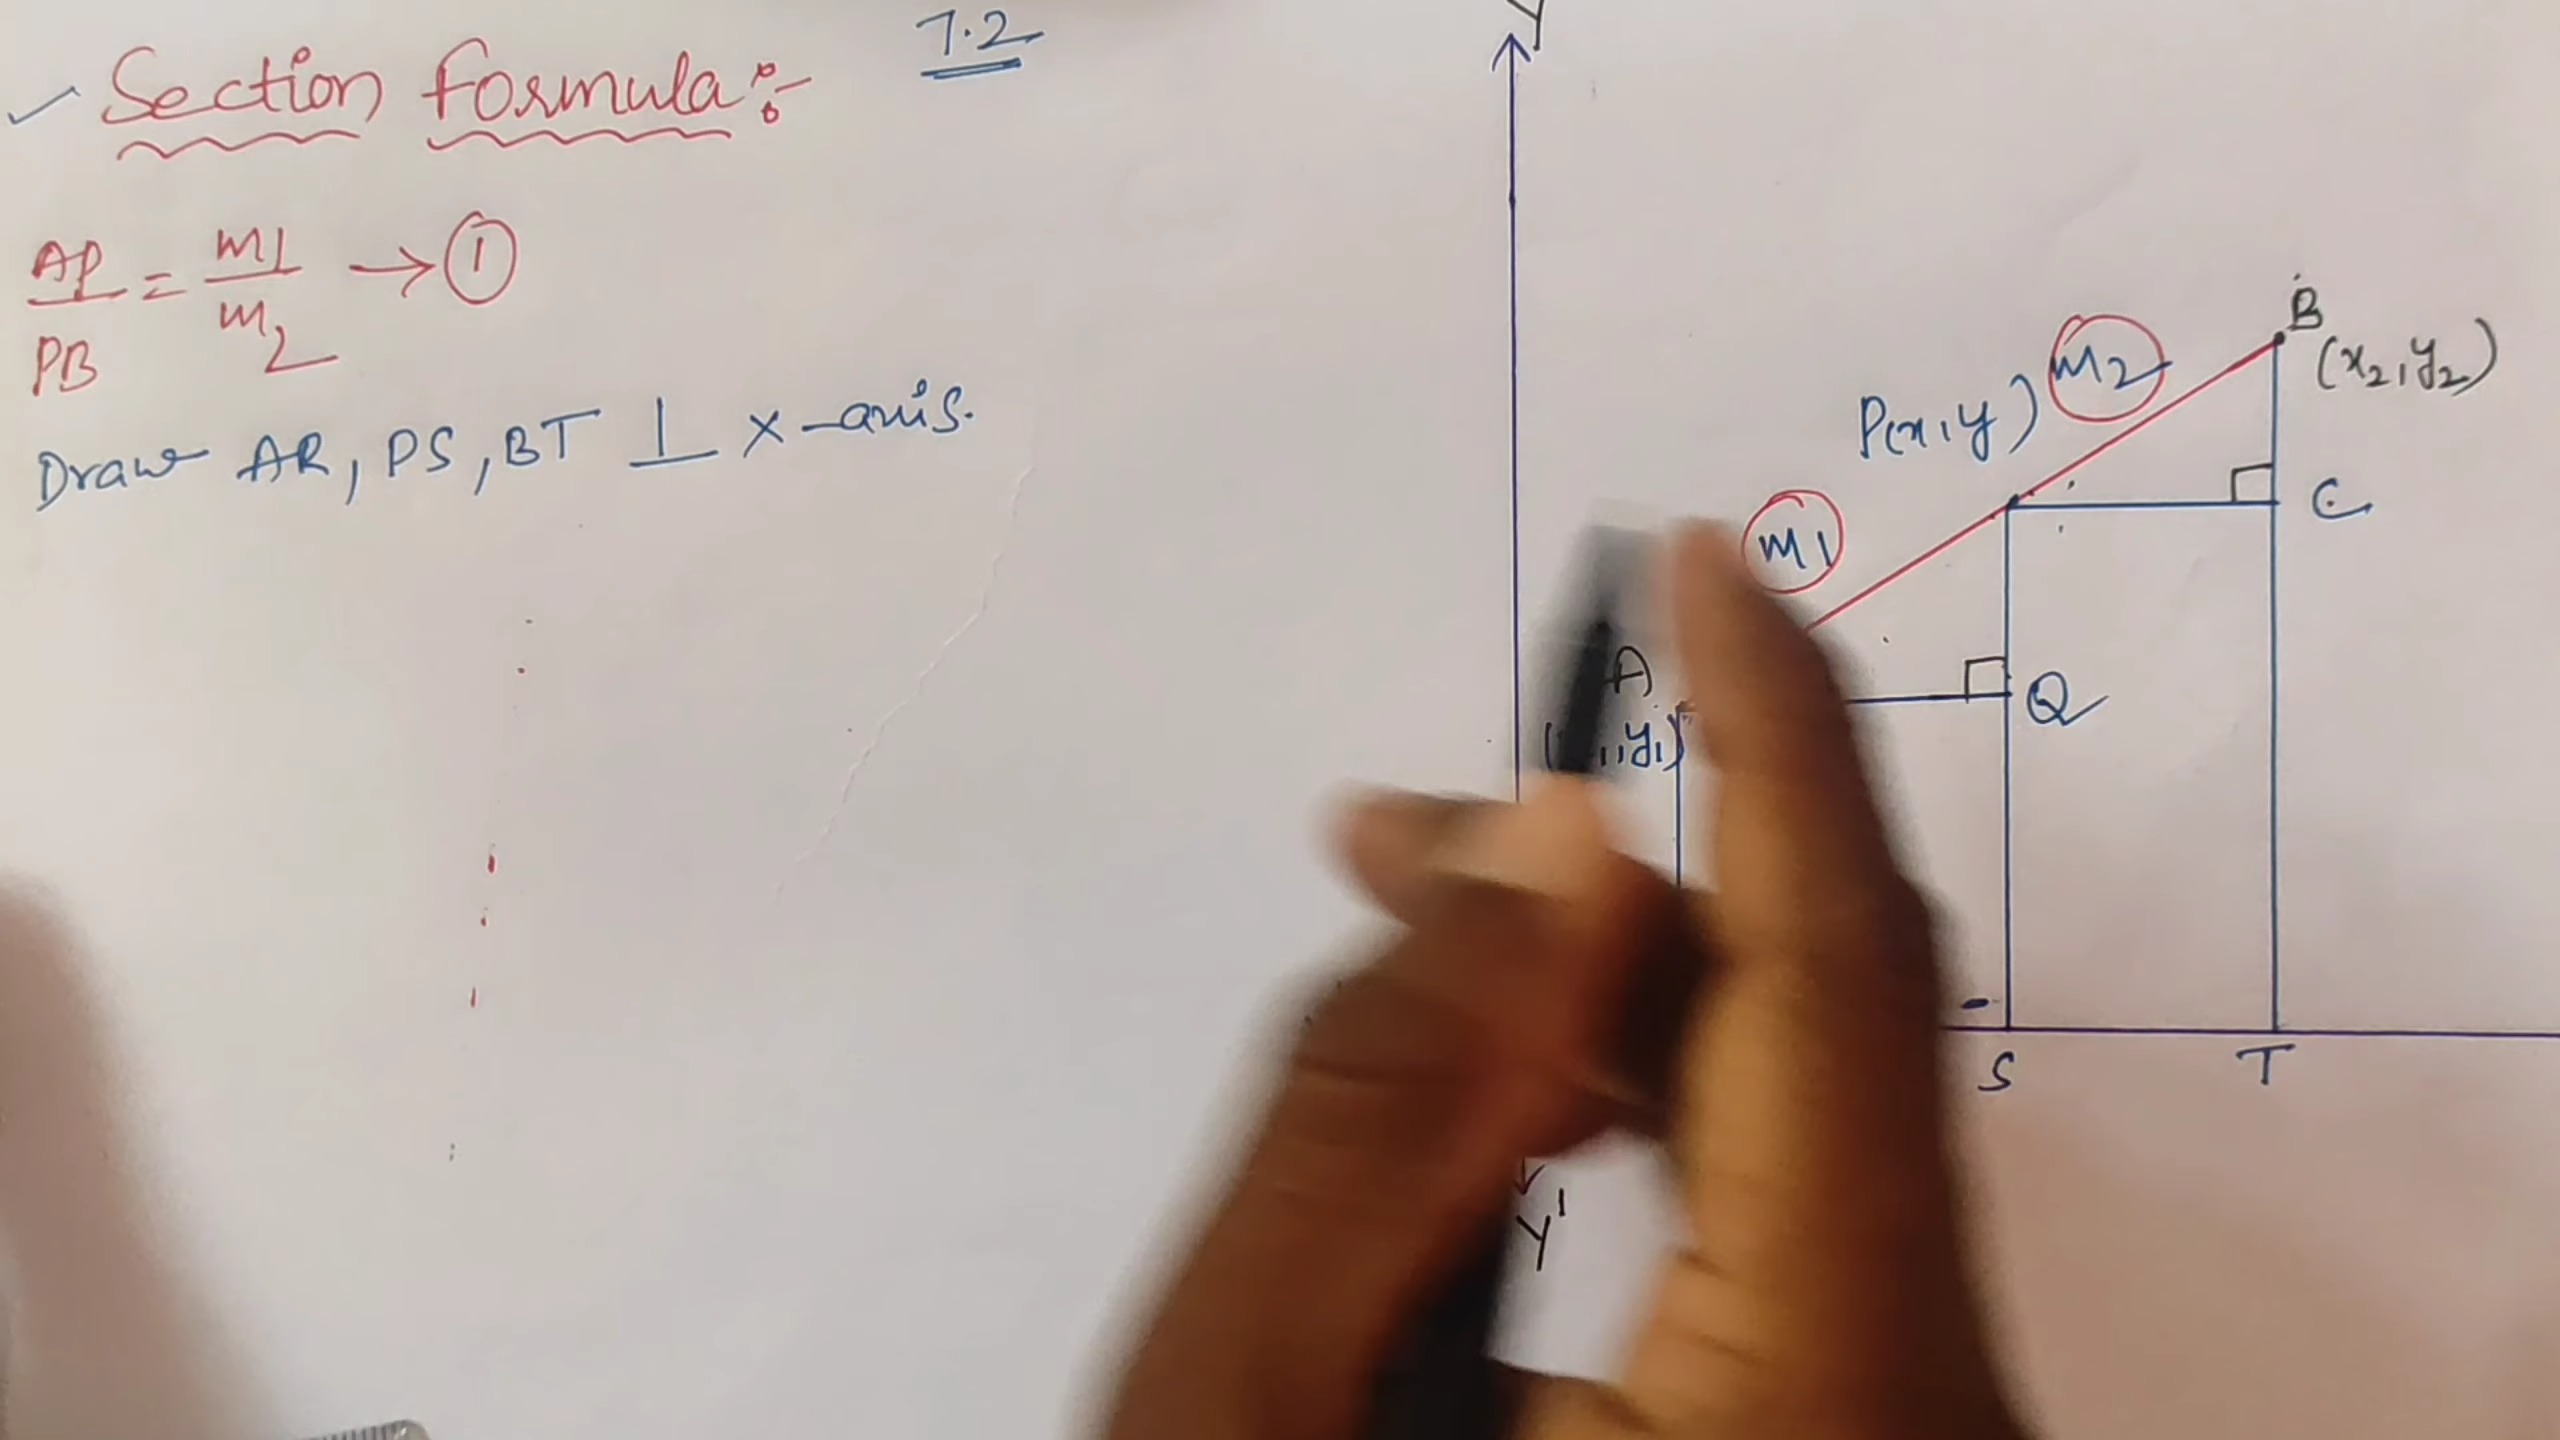 7.2
✓ Section formula:-
AP/PB = m1/m2 → ①
Draw AR, PS, BT ⊥ X-axis.
Y
B
(x2, y2)
m2
P(x, y)
C
m1
A
, y1)
Q
S
T
Y'